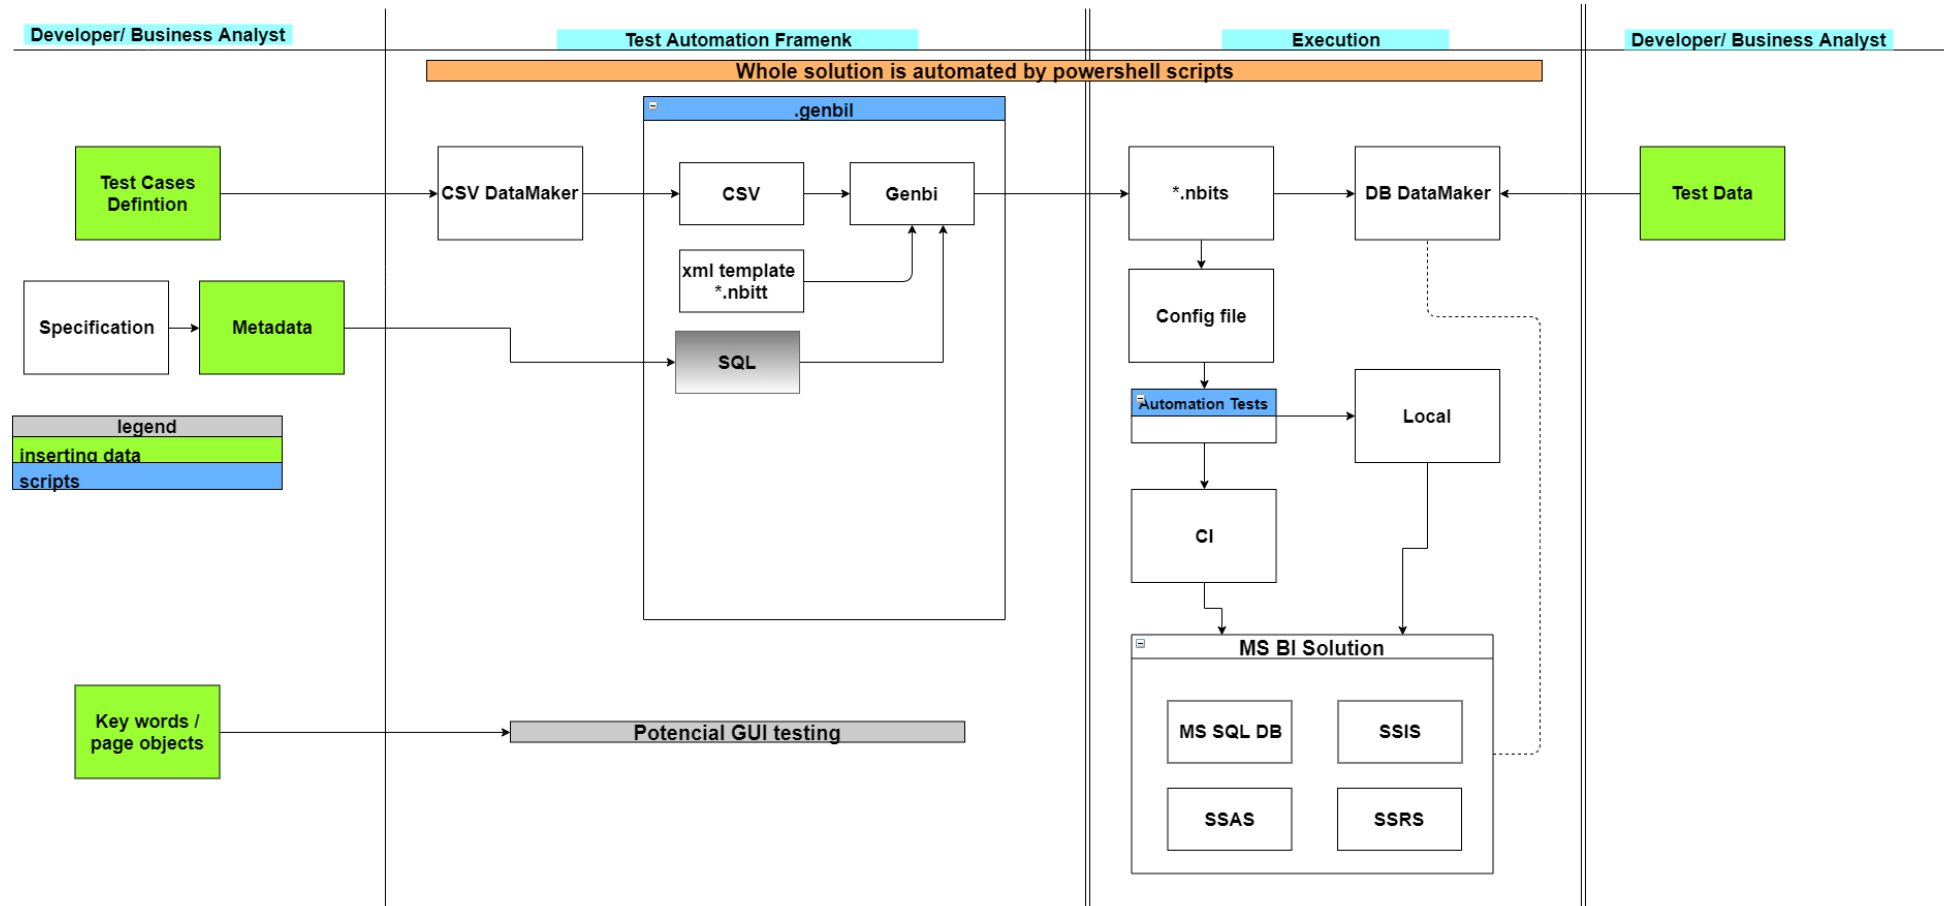 Developer/ Business Analyst
Test Automation Framenk
Execution
Developer/ Business Analyst
Whole solution is automated by powershell scripts
.genbil
Test Cases
Defintion
CSV DataMaker
CSV
Genbi
*.nbits
DB DataMaker
Test Data
xml template
*.nbitt
Specification
Metadata
SQL
Config file
Automation Tests
Local
legend
inserting data
scripts
CI
MS BI Solution
Key words /
page objects
Potencial GUI testing
MS SQL DB
SSIS
SSAS
SSRS